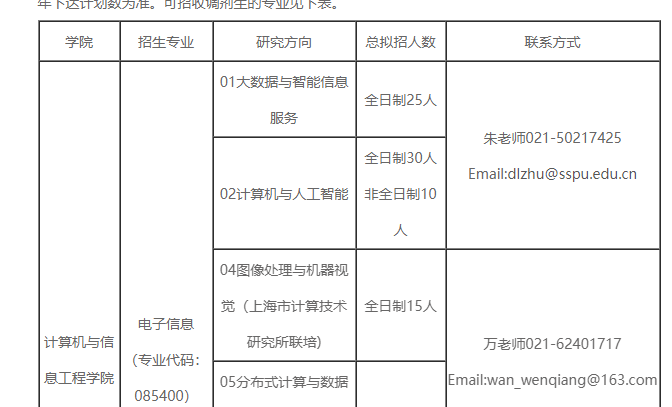 年下达计划数为准。可招收调剂生的专业见下表。
学院
招生专业
研究方向
总拟招人数
联系方式
01大数据与智能信息
服务
全日制25人
朱老师021-50217425
Email:dlzhu@sspu.edu.cn
02计算机与人工智能
全日制30人
非全日制10
人
04图像处理与机器视
觉（上海市计算技术
研究所联培)
全日制15人
计算机与信
息工程学院
电子信息
（专业代码：
085400）
万老师021-62401717
Email:wan_wenqiang@163.com
05分布式计算与数据